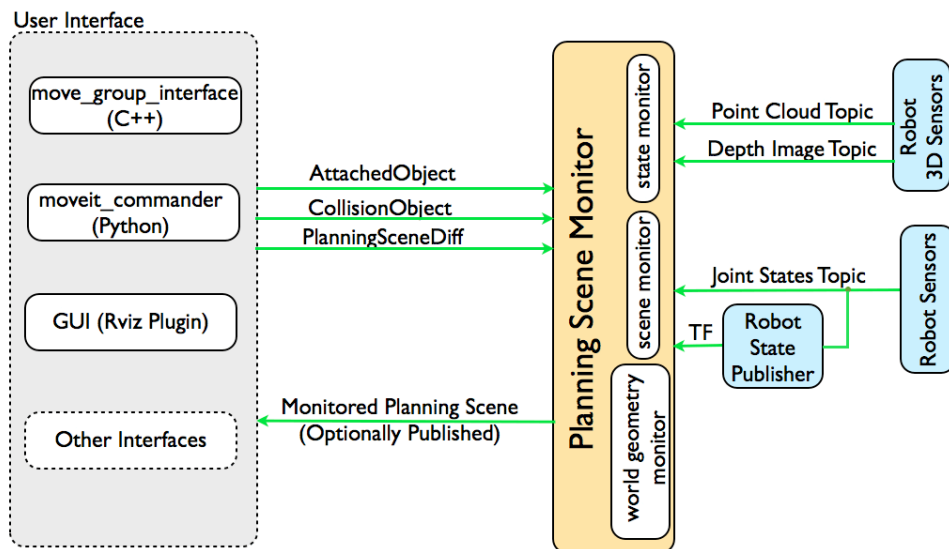 User Interface
move_group_interface
(C++)
moveit_commander
(Python)
GUI (Rviz Plugin)
Other Interfaces
AttachedObject
CollisionObject
PlanningSceneDiff
Monitored Planning Scene
(Optionally Published)
Planning Scene Monitor
state monitor
scene monitor
world geometry
monitor
Point Cloud Topic
Depth Image Topic
Joint States Topic
TF
Robot
State
Publisher
Robot
3D Sensors
Robot Sensors